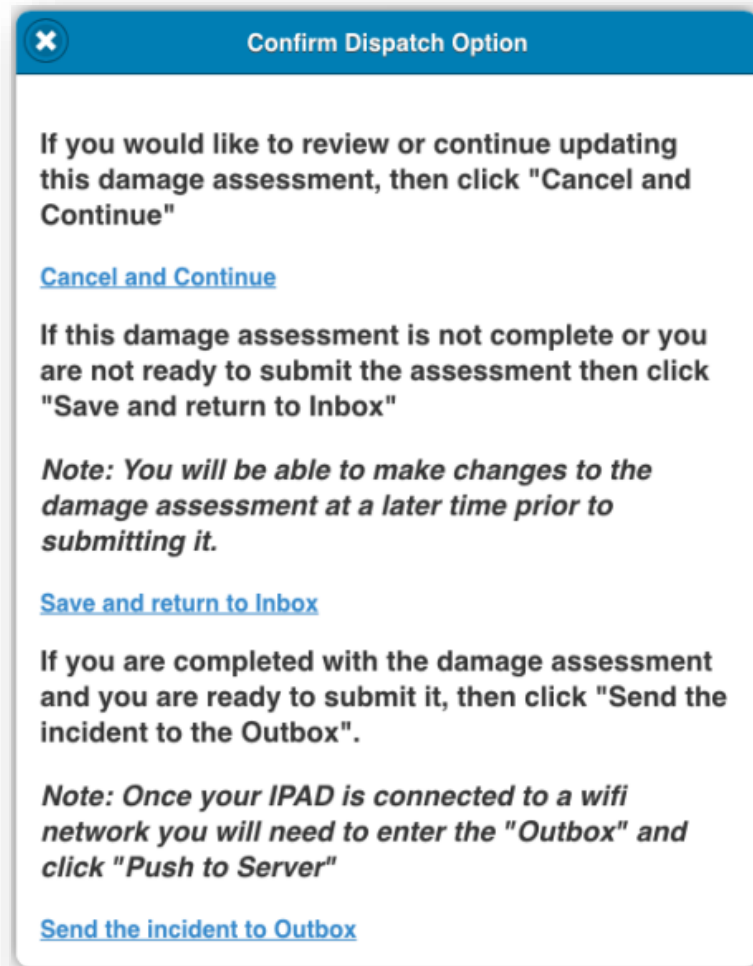 Confirm Dispatch Option
If you would like to review or continue updating
this damage assessment, then click "Cancel and
Continue"
Cancel and Continue
If this damage assessment is not complete or you
are not ready to submit the assessment then click
"Save and return to Inbox"
Note: You will be able to make changes to the
damage assessment at a later time prior to
submitting it.
Save and return to Inbox
If you are completed with the damage assessment
and you are ready to submit it, then click "Send the
incident to the Outbox".
Note: Once your IPAD is connected to a wifi
network you will need to enter the "Outbox" and
click "Push to Server"
Send the incident to Outbox